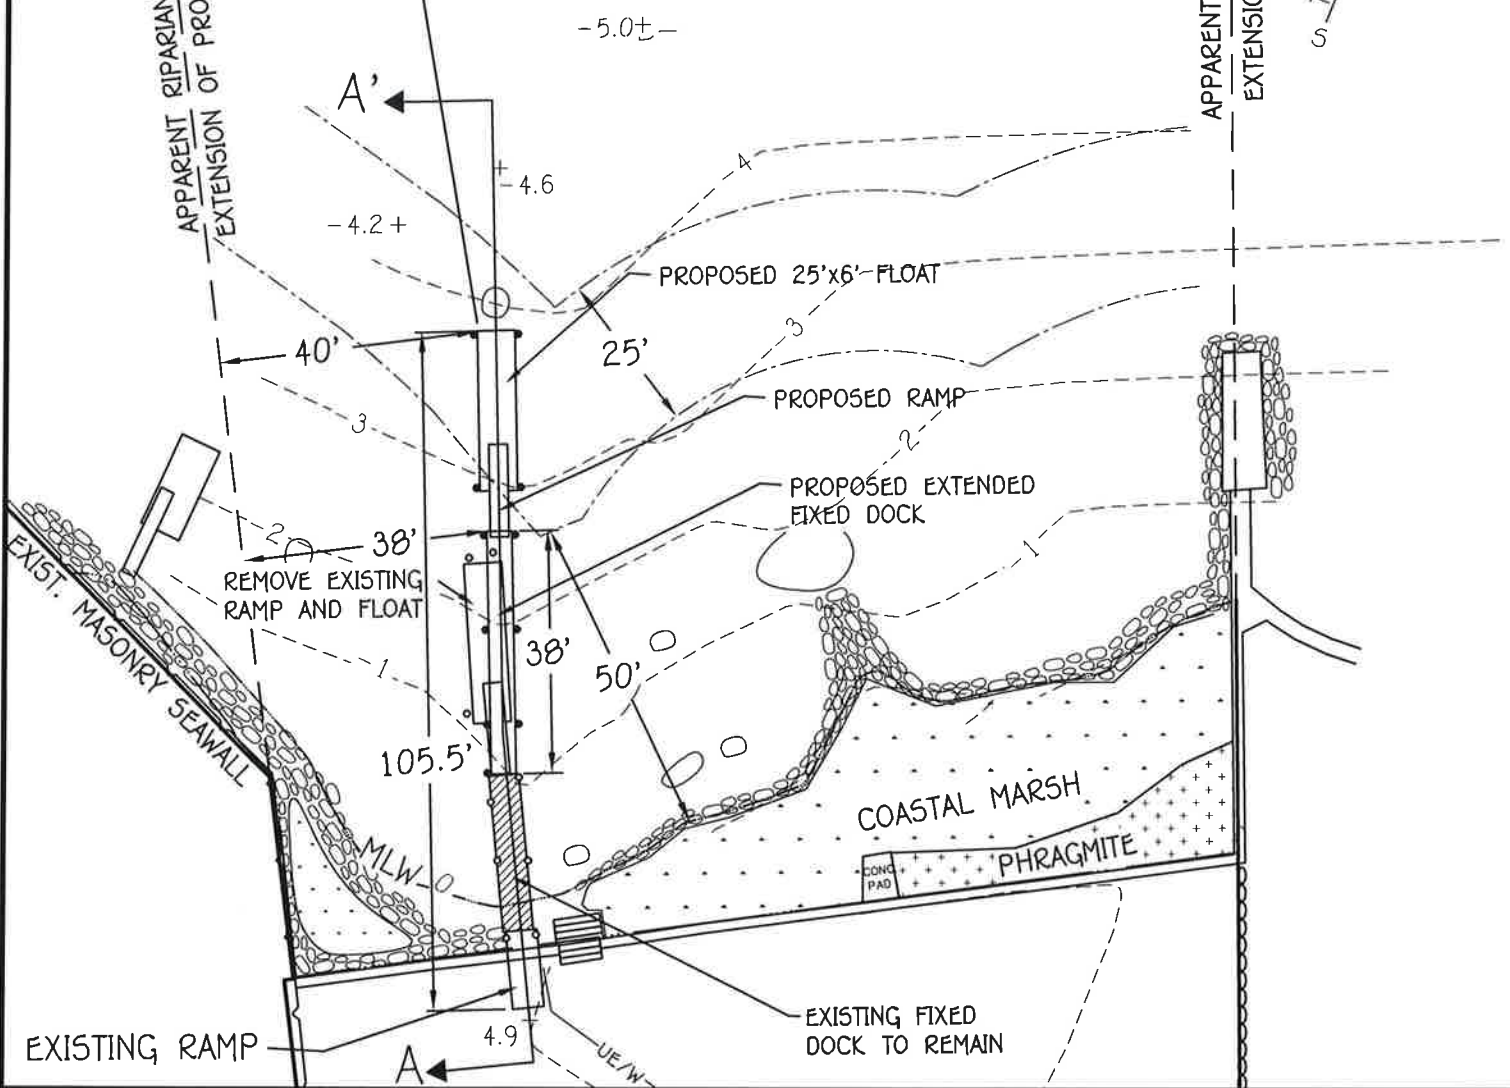 APPARENT RIPARIAN
EXTENSION OF PRO
-5.0±-
APPARENT
EXTENSIO
S
A'
-4.6
-4.2+
4
PROPOSED 25'x6' FLOAT
40'
25'
3
PROPOSED RAMP
3
2
PROPOSED EXTENDED
FIXED DOCK
2
38'
1
EXIST. MASONRY SEAWALL
REMOVE EXISTING
RAMP AND FLOAT
38'
50'
1
105.5'
COASTAL MARSH
PHRAGMITE
CONC
PAD
MLW
0
EXISTING RAMP
4.9
A
UE/W
EXISTING FIXED
DOCK TO REMAIN